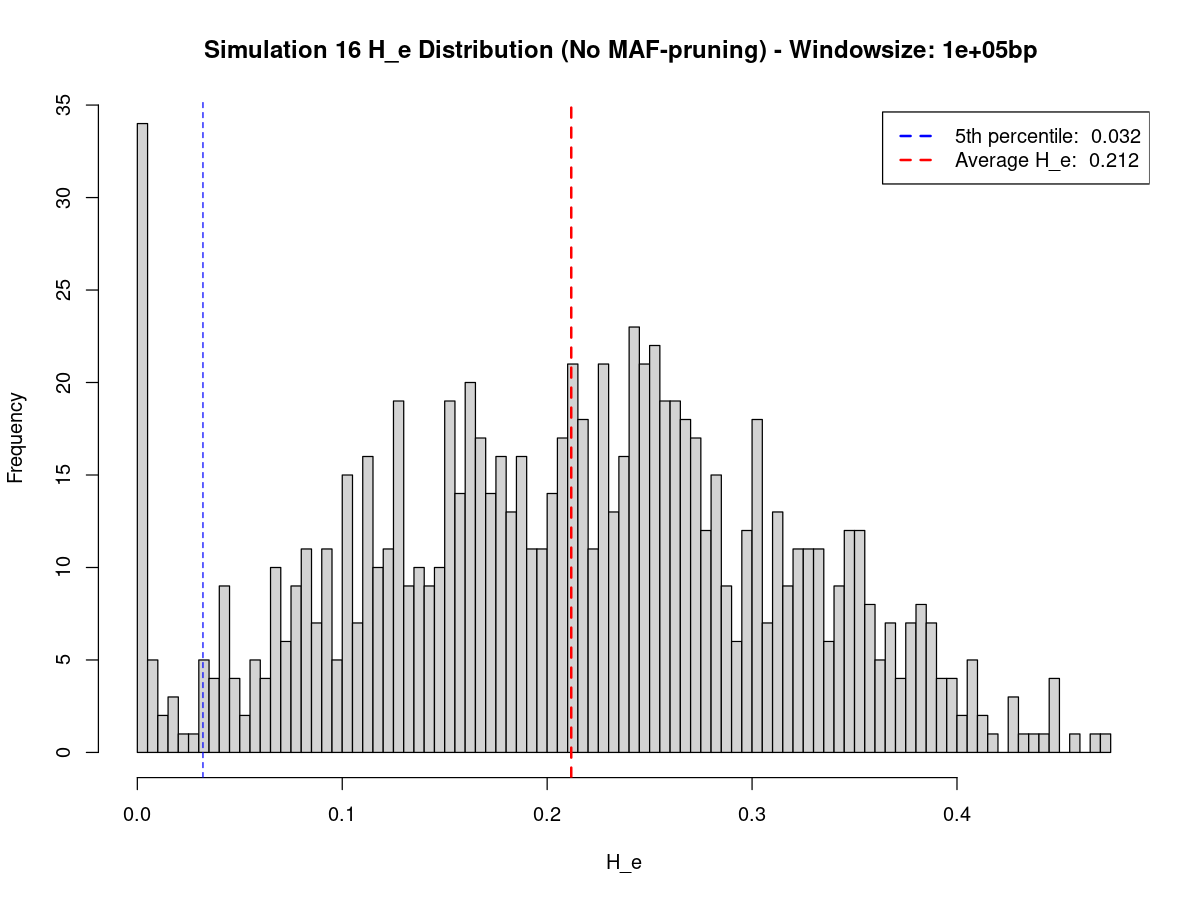 Simulation 16 H_e Distribution (No MAF-pruning) - Windowsize: 1e+05bp
5th percentile:  0.032
Average H_e:  0.212
Frequency
35
30
25
20
15
10
5
0
0.0 0.1 0.2 0.3 0.4
H_e